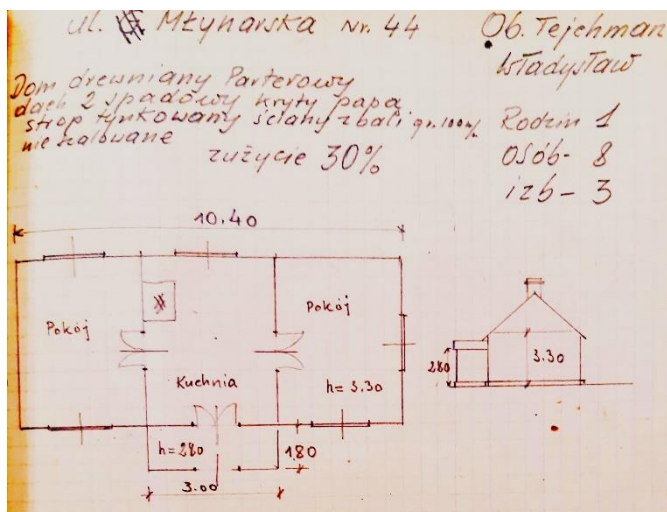 ul. Młynarska Nr. 44
Ob. Tejchman
Władysław
Dom drewniany Parterowy
dach 2 spadowy kryty papa
strop tynkowany ściany z bali gr. 100 %
nie szalowane
zużycie 30%
Rodzin 1
osób - 8
izb - 3
10.40
Pokój
Pokój
Kuchnia
h = 3.30
h = 280
1.80
3.00
280
3.30